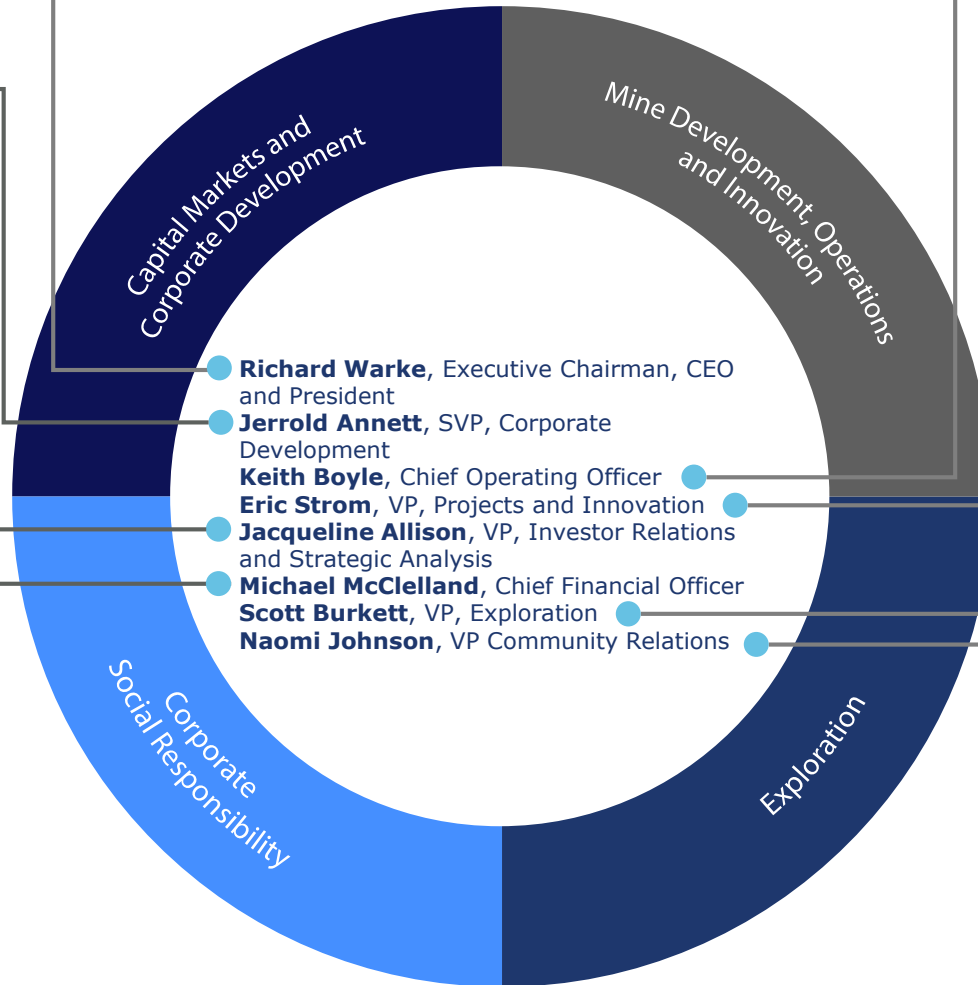 Capital Markets and
Corporate Development
Mine Development, Operations
and Innovation
Richard Warke, Executive Chairman, CEO
and President
Jerrold Annett, SVP, Corporate
Development
Keith Boyle, Chief Operating Officer
Eric Strom, VP, Projects and Innovation
Jacqueline Allison, VP, Investor Relations
and Strategic Analysis
Michael McClelland, Chief Financial Officer
Scott Burkett, VP, Exploration
Naomi Johnson, VP Community Relations
Corporate
Social Responsibility
Exploration